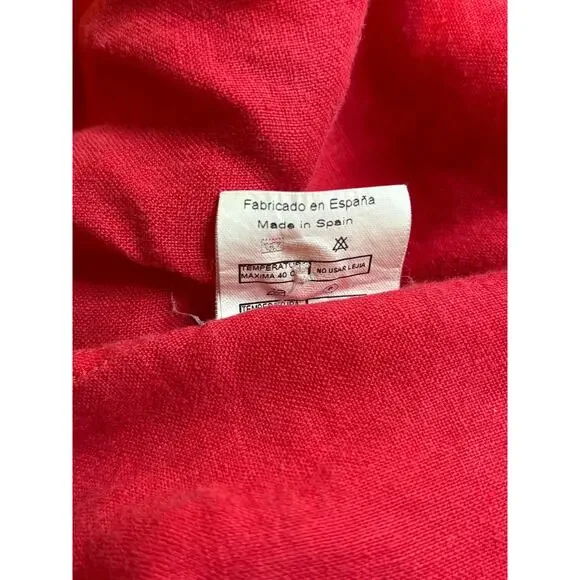 Fabricado en España
Made in Spain
TEMPERATURA NO USAR LEJIA
MAXIMA 40 C